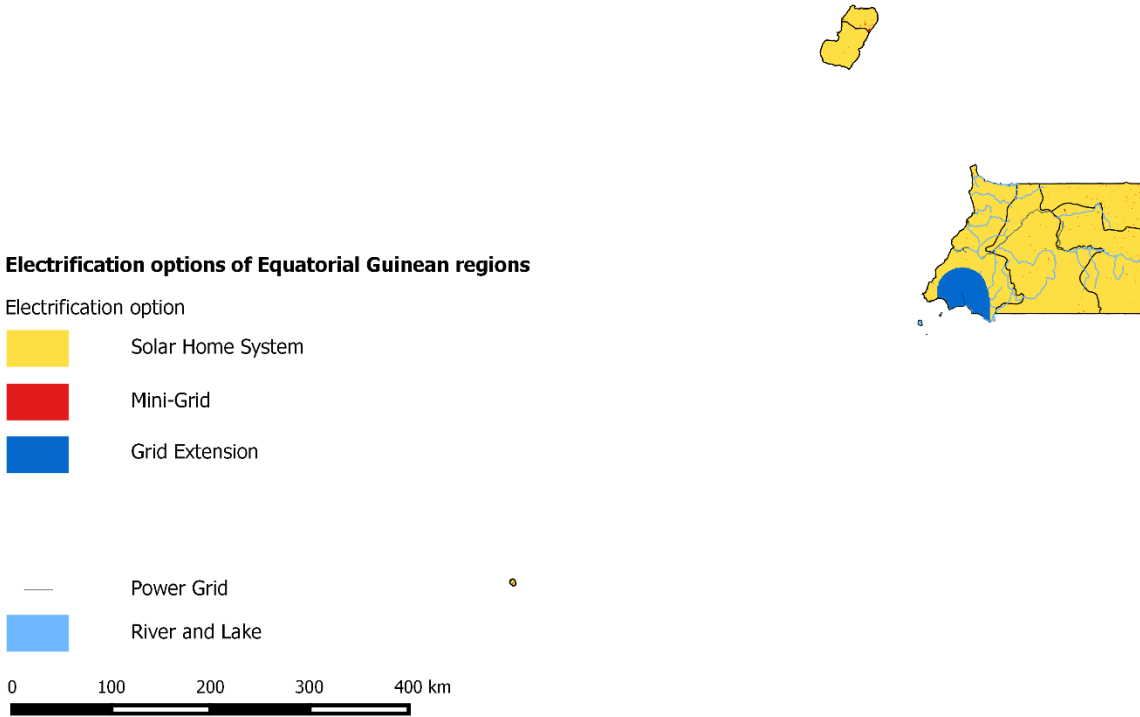 Electrification options of Equatorial Guinean regions
Electrification option
Solar Home System
Mini-Grid
Grid Extension
Power Grid
River and Lake
0 100 200 300 400 km